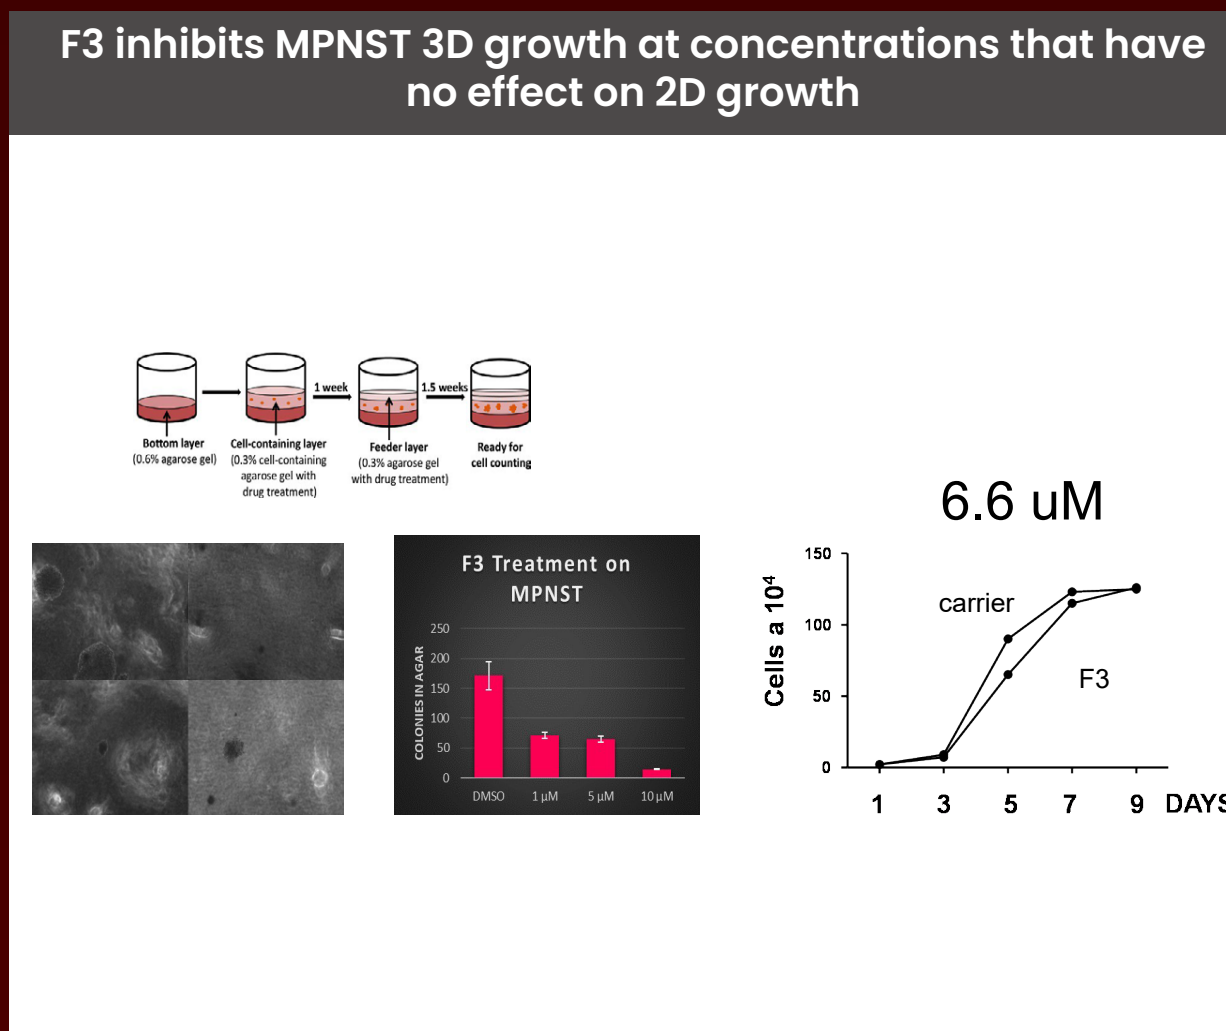 F3 inhibits MPNST 3D growth at concentrations that have
no effect on 2D growth
1 week
1.5 weeks
Bottom layer
(0.6% agarose gel)
Cell-containing layer
(0.3% cell-containing
agarose gel with
drug treatment)
Feeder layer
(0.3% agarose gel
with drug treatment)
Ready for
cell counting
F3 Treatment on
MPNST
COLONIES IN AGAR
250
200
150
100
50
0
DMSO
1 µM
5 µM
10 µM
6.6 uM
Cells a 10⁴
150
100
50
0
carrier
F3
1 3 5 7 9 DAYS